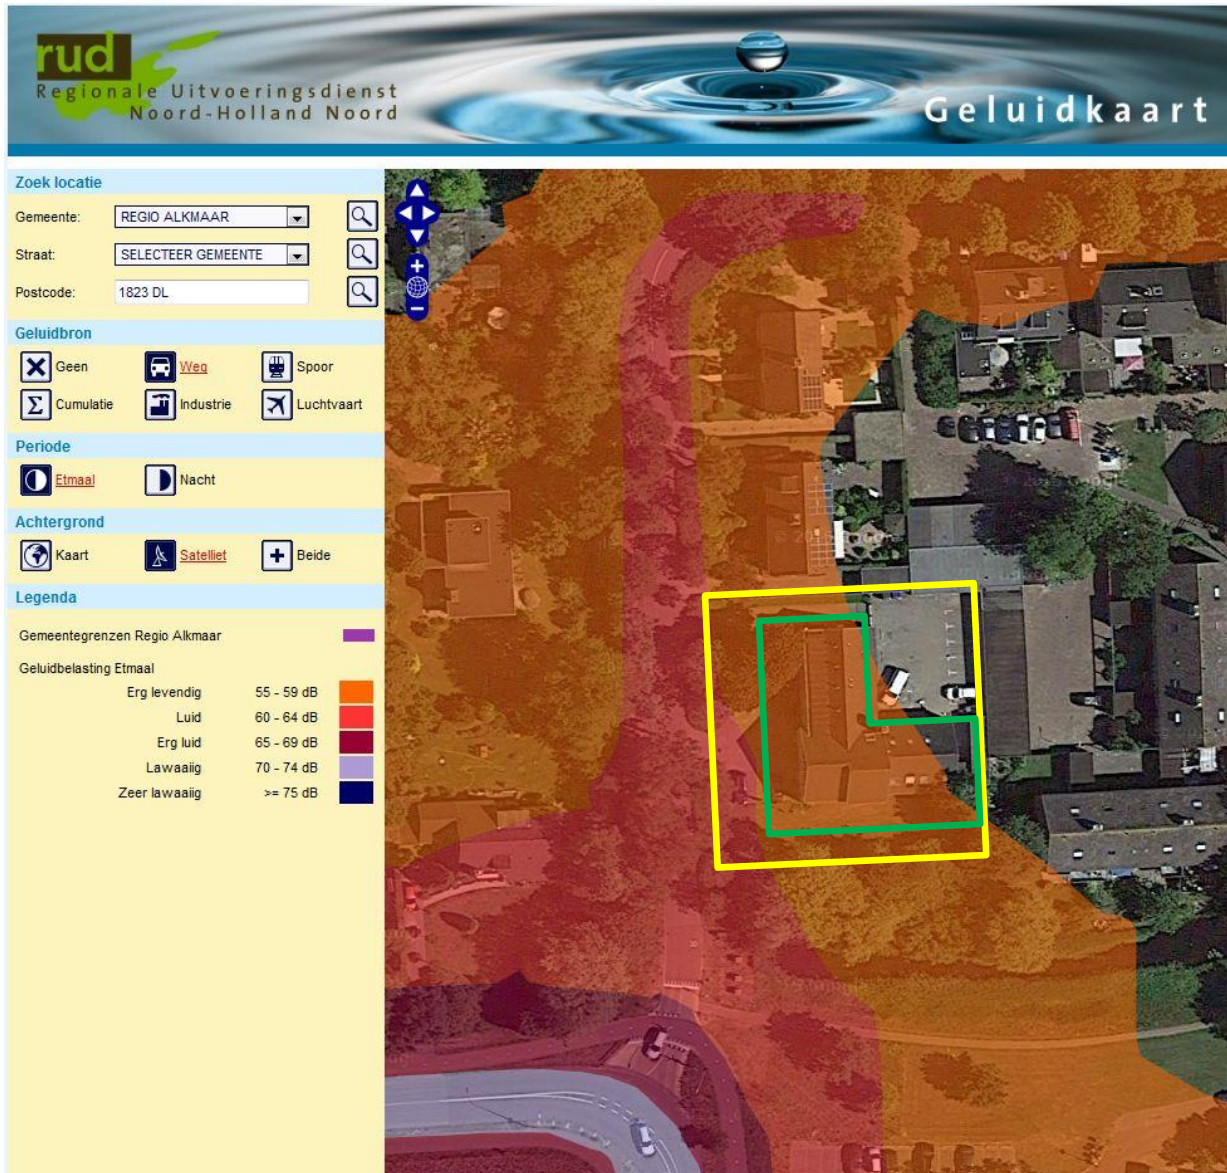 rud
Regionale Uitvoeringsdienst
Noord-Holland Noord
Geluidkaart
Zoek locatie
Gemeente: REGIO ALKMAAR
Straat: SELECTEER GEMEENTE
Postcode: 1823 DL
Geluidbron
Geen Weg Spoor
Σ Cumulatie Industrie Luchtvaart
Periode
Etmaal Nacht
Achtergrond
Kaart Satelliet Beide
Legenda
Gemeentegrenzen Regio Alkmaar
Geluidbelasting Etmaal
Erg levendig 55 - 59 dB
Luid 60 - 64 dB
Erg luid 65 - 69 dB
Lawaaiig 70 - 74 dB
Zeer lawaaiig >= 75 dB